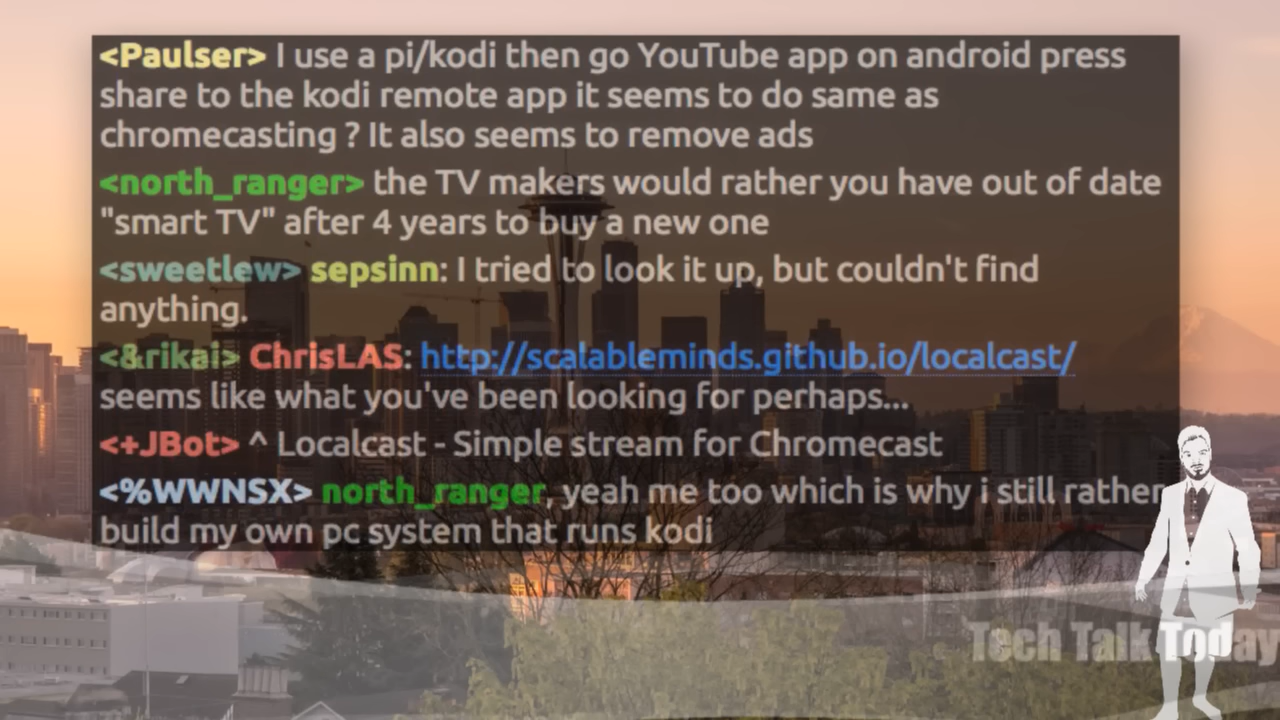 <Paulser> I use a pi/kodi then go YouTube app on android press
share to the kodi remote app it seems to do same as
chromecasting ? It also seems to remove ads
<north_ranger> the TV makers would rather you have out of date
"smart TV" after 4 years to buy a new one
<sweetlew> sepsinn: I tried to look it up, but couldn't find
anything.
<&rikai> ChrisLAS: http://scalableminds.github.io/localcast/
seems like what you've been looking for perhaps...
<+JBot> ^ Localcast - Simple stream for Chromecast
<%WWNSX> north_ranger, yeah me too which is why i still rather
build my own pc system that runs kodi
Tech Talk Today